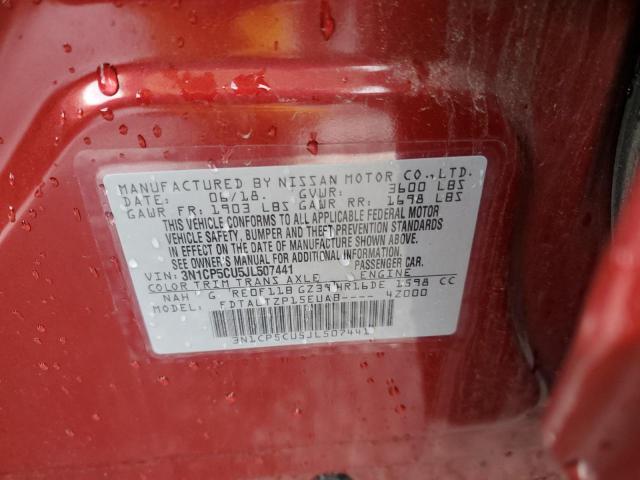 MANUFACTURED BY NISSAN MOTOR CO.,LTD.
DATE: 06/18. GVWR: 3600 LBS
GAWR FR: 1903 LBS GAWR RR: 1698 LBS
THIS VEHICLE CONFORMS TO ALL APPLICABLE FEDERAL MOTOR
VEHICLE SAFETY, BUMPER AND THEFT PREVENTION STANDARDS
IN EFFECT ON THE DATE OF MANUFACTURE SHOWN ABOVE.
SEE OWNER'S MANUAL FOR ADDITIONAL INFORMATION.
VIN: 3N1CP5CU5JL507441 PASSENGER CAR.
COLOR TRIM TRANS AXLE ENGINE
NAH G RE0F11B HR16DE 1598 CC
MODEL: 42000
3N1CP5CU5JL507441